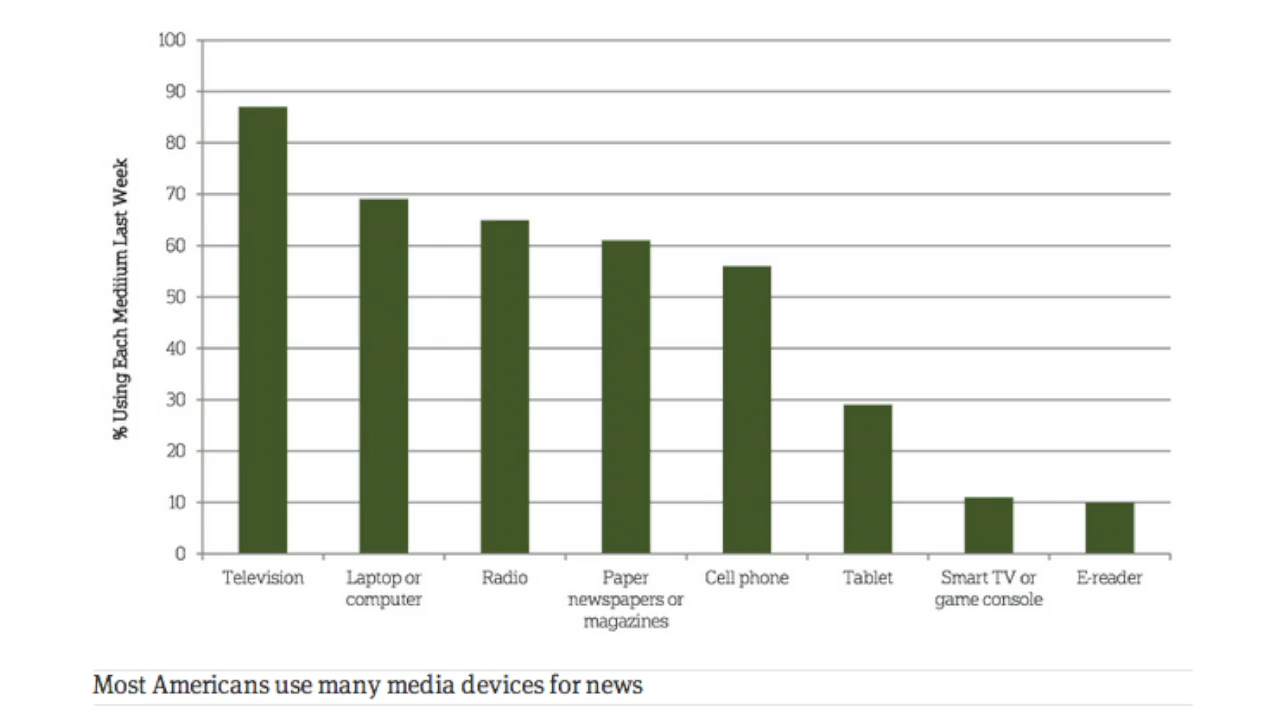 100
90
80
70
60
50
40
30
20
10
0
% Using Each Mediium Last Week
Television
Laptop or
computer
Radio
Paper
newspapers or
magazines
Cell phone
Tablet
Smart TV or
game console
E-reader
Most Americans use many media devices for news